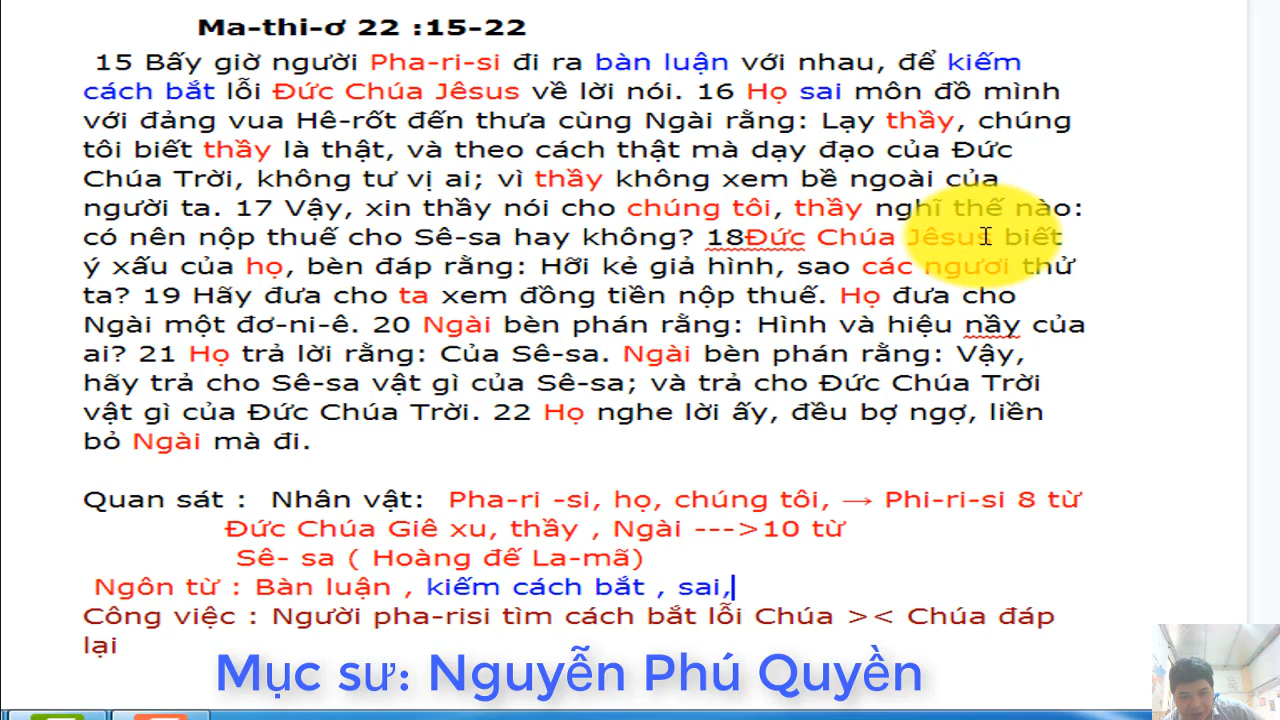 Ma-thi-ơ 22 :15-22
15 Bấy giờ người Pha-ri-si đi ra bàn luận với nhau, để kiếm
cách bắt lỗi Đức Chúa Jêsus về lời nói. 16 Họ sai môn đồ mình
với đảng vua Hê-rốt đến thưa cùng Ngài rằng: Lạy thầy, chúng
tôi biết thầy là thật, và theo cách thật mà dạy đạo của Đức
Chúa Trời, không tư vị ai; vì thầy không xem bề ngoài của
người ta. 17 Vậy, xin thầy nói cho chúng tôi, thầy nghĩ thế nào:
có nên nộp thuế cho Sê-sa hay không? 18Đức Chúa Jêsus biết
ý xấu của họ, bèn đáp rằng: Hỡi kẻ giả hình, sao các ngươi thử
ta? 19 Hãy đưa cho ta xem đồng tiền nộp thuế. Họ đưa cho
Ngài một đơ-ni-ê. 20 Ngài bèn phán rằng: Hình và hiệu nầy của
ai? 21 Họ trả lời rằng: Của Sê-sa. Ngài bèn phán rằng: Vậy,
hãy trả cho Sê-sa vật gì của Sê-sa; và trả cho Đức Chúa Trời
vật gì của Đức Chúa Trời. 22 Họ nghe lời ấy, đều bợ ngợ, liền
bỏ Ngài mà đi.
Quan sát : Nhân vật: Pha-ri -si, họ, chúng tôi, → Phi-ri-si 8 từ
Đức Chúa Giê xu, thầy , Ngài --->10 từ
Sê- sa ( Hoàng đế La-mã)
Ngôn từ : Bàn luận , kiếm cách bắt , sai,
Công việc : Người pha-risi tìm cách bắt lỗi Chúa >< Chúa đáp
lại
Mục sư: Nguyễn Phú Quyền